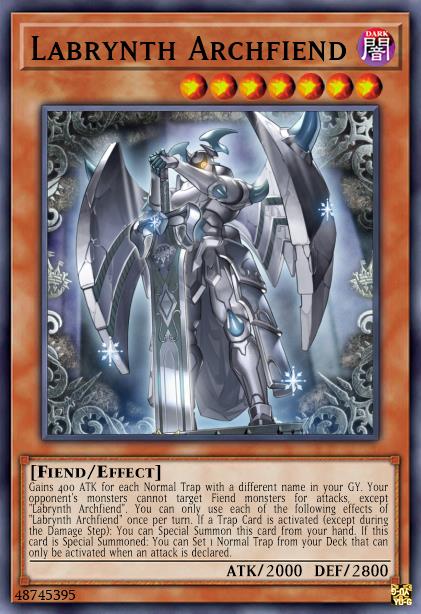 LABRYNTH ARCHFIEND
DARK
闇
[FIEND/EFFECT]
Gains 400 ATK for each Normal Trap with a different name in your GY. Your
opponent's monsters cannot target Fiend monsters for attacks, except
"Labrynth Archfiend". You can only use each of the following effects of
"Labrynth Archfiend" once per turn. If a Trap Card is activated (except during
the Damage Step): You can Special Summon this card from your hand. If this
card is Special Summoned: You can Set 1 Normal Trap from your Deck that can
only be activated when an attack is declared.
ATK/2000 DEF/2800
48745395